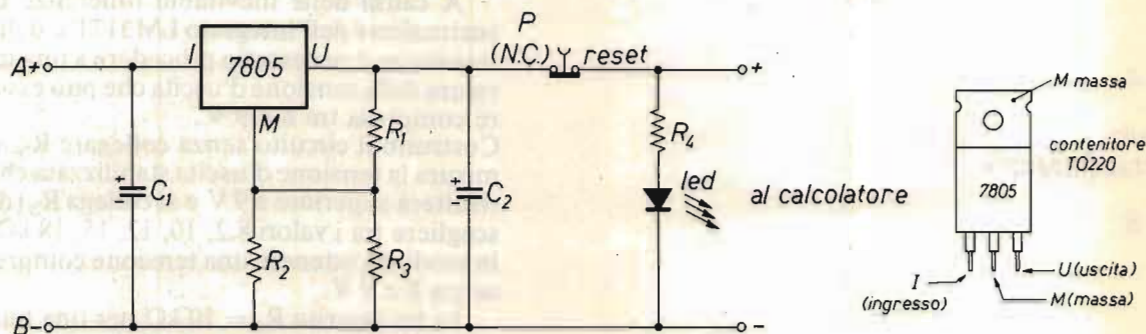 P
(N.C.) reset
A+
I
7805
U
+
M
R1
R4
C1
C2
led
al calcolatore
R2
R3
B-
-
M massa
contenitore
TO220
7805
I
(ingresso)
U (uscita)
M (massa)